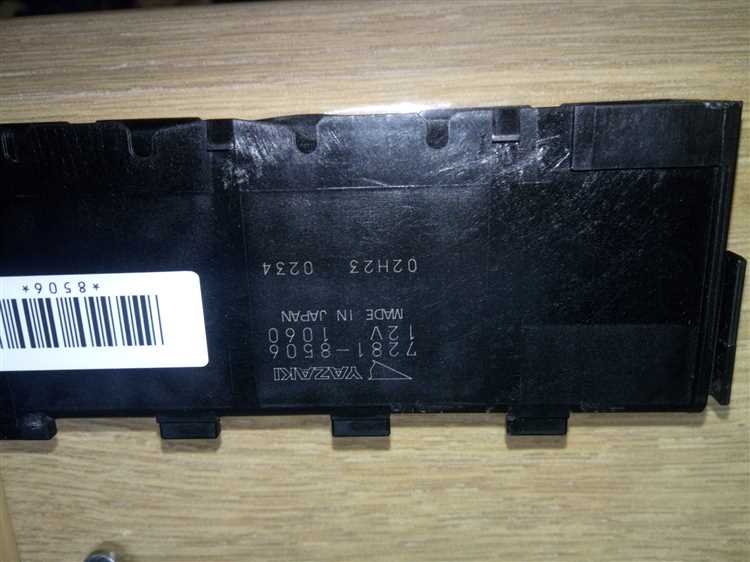 YAZAKI
7281-8506
12V 1060
MADE IN JAPAN
02H23 0234
*8506*